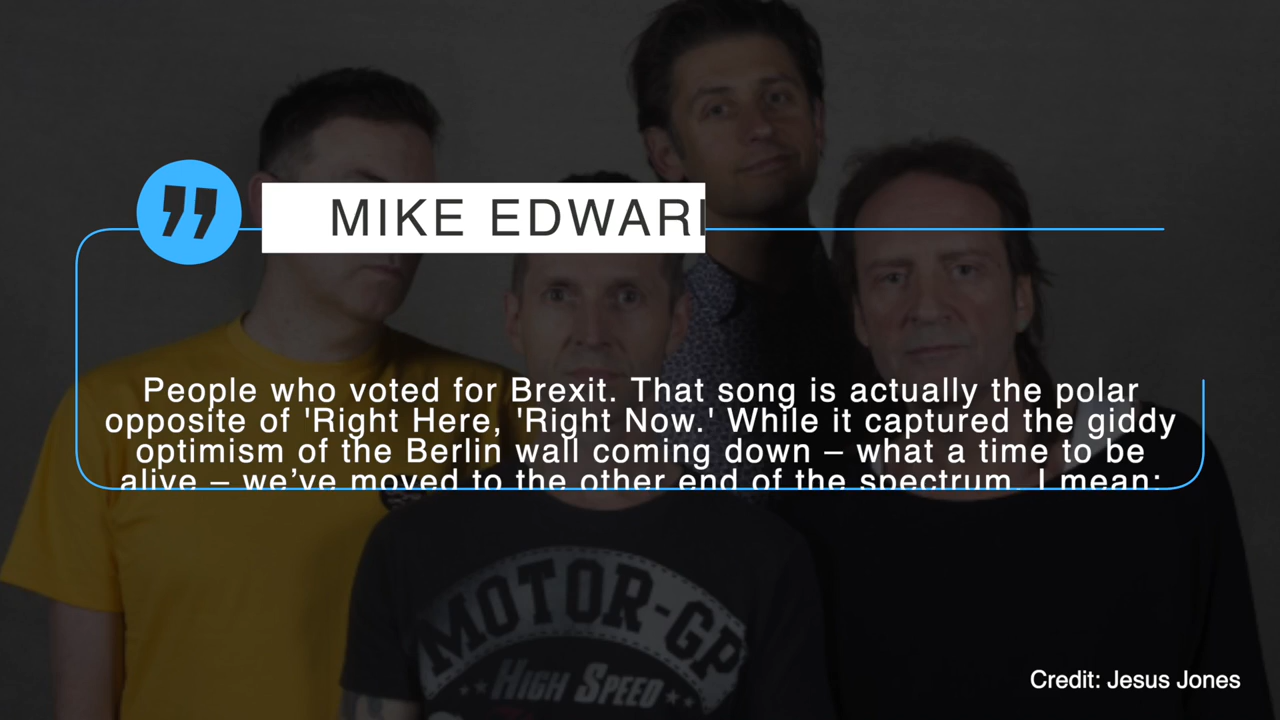 MIKE EDWAR
People who voted for Brexit. That song is actually the polar
opposite of 'Right Here, 'Right Now.' While it captured the giddy
optimism of the Berlin wall coming down – what a time to be
alive – we’ve moved to the other end of the spectrum. I mean:
MOTOR-GP
HIGH SPEED
Credit: Jesus Jones